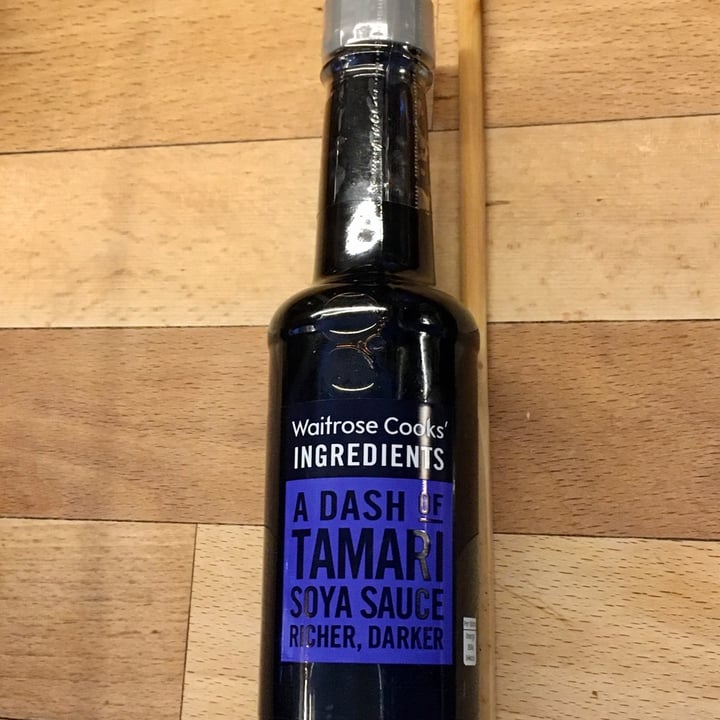 Waitrose Cooks'
INGREDIENTS
A DASH OF
TAMARI
SOYA SAUCE
RICHER, DARKER